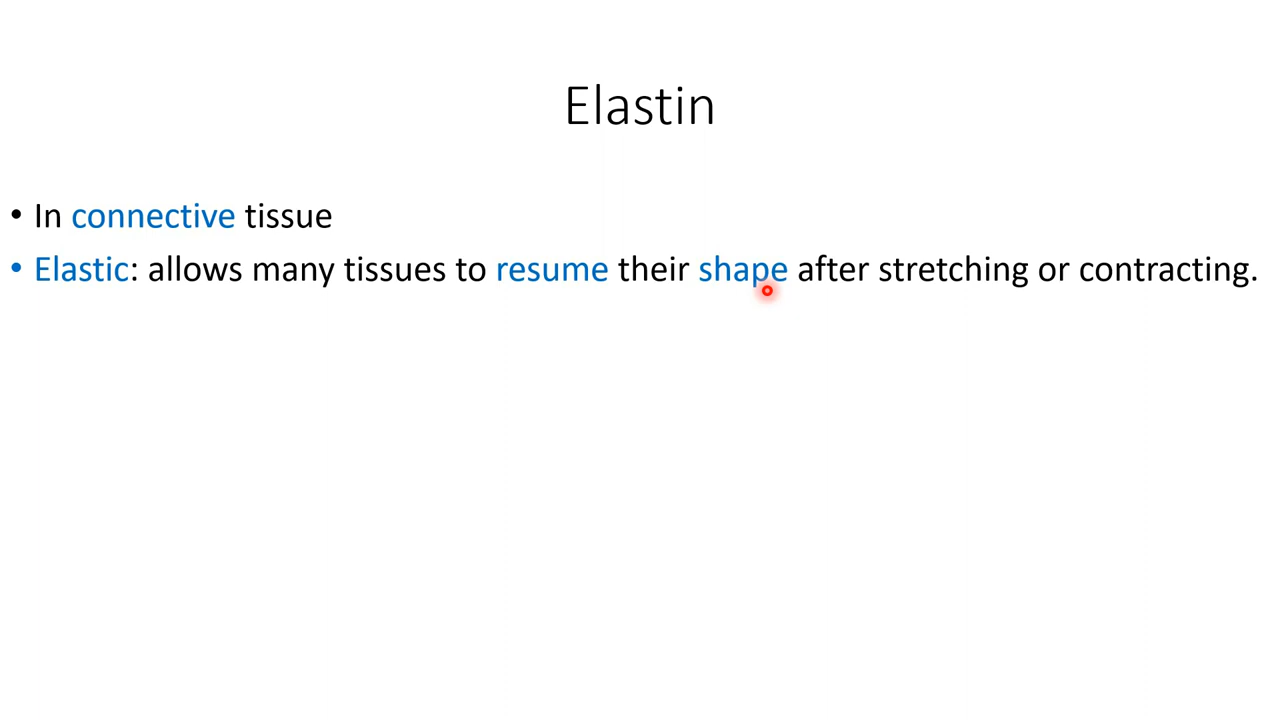 Elastin
• In connective tissue
• Elastic: allows many tissues to resume their shape after stretching or contracting.